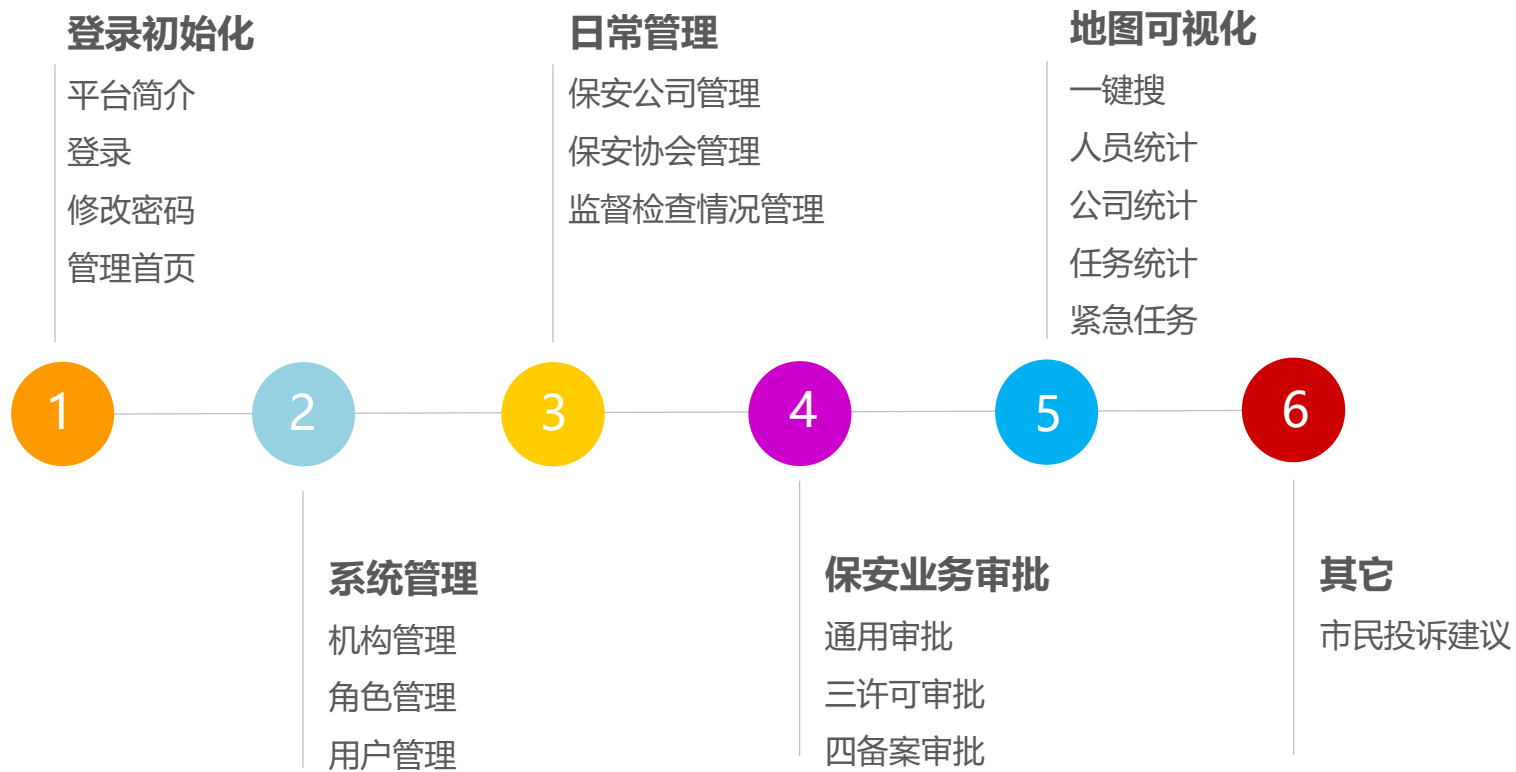 登录初始化
平台简介
登录
修改密码
管理首页
日常管理
保安公司管理
保安协会管理
监督检查情况管理
地图可视化
一键搜
人员统计
公司统计
任务统计
紧急任务
1
2
3
4
5
6
系统管理
机构管理
角色管理
用户管理
保安业务审批
通用审批
三许可审批
四备案审批
其它
市民投诉建议